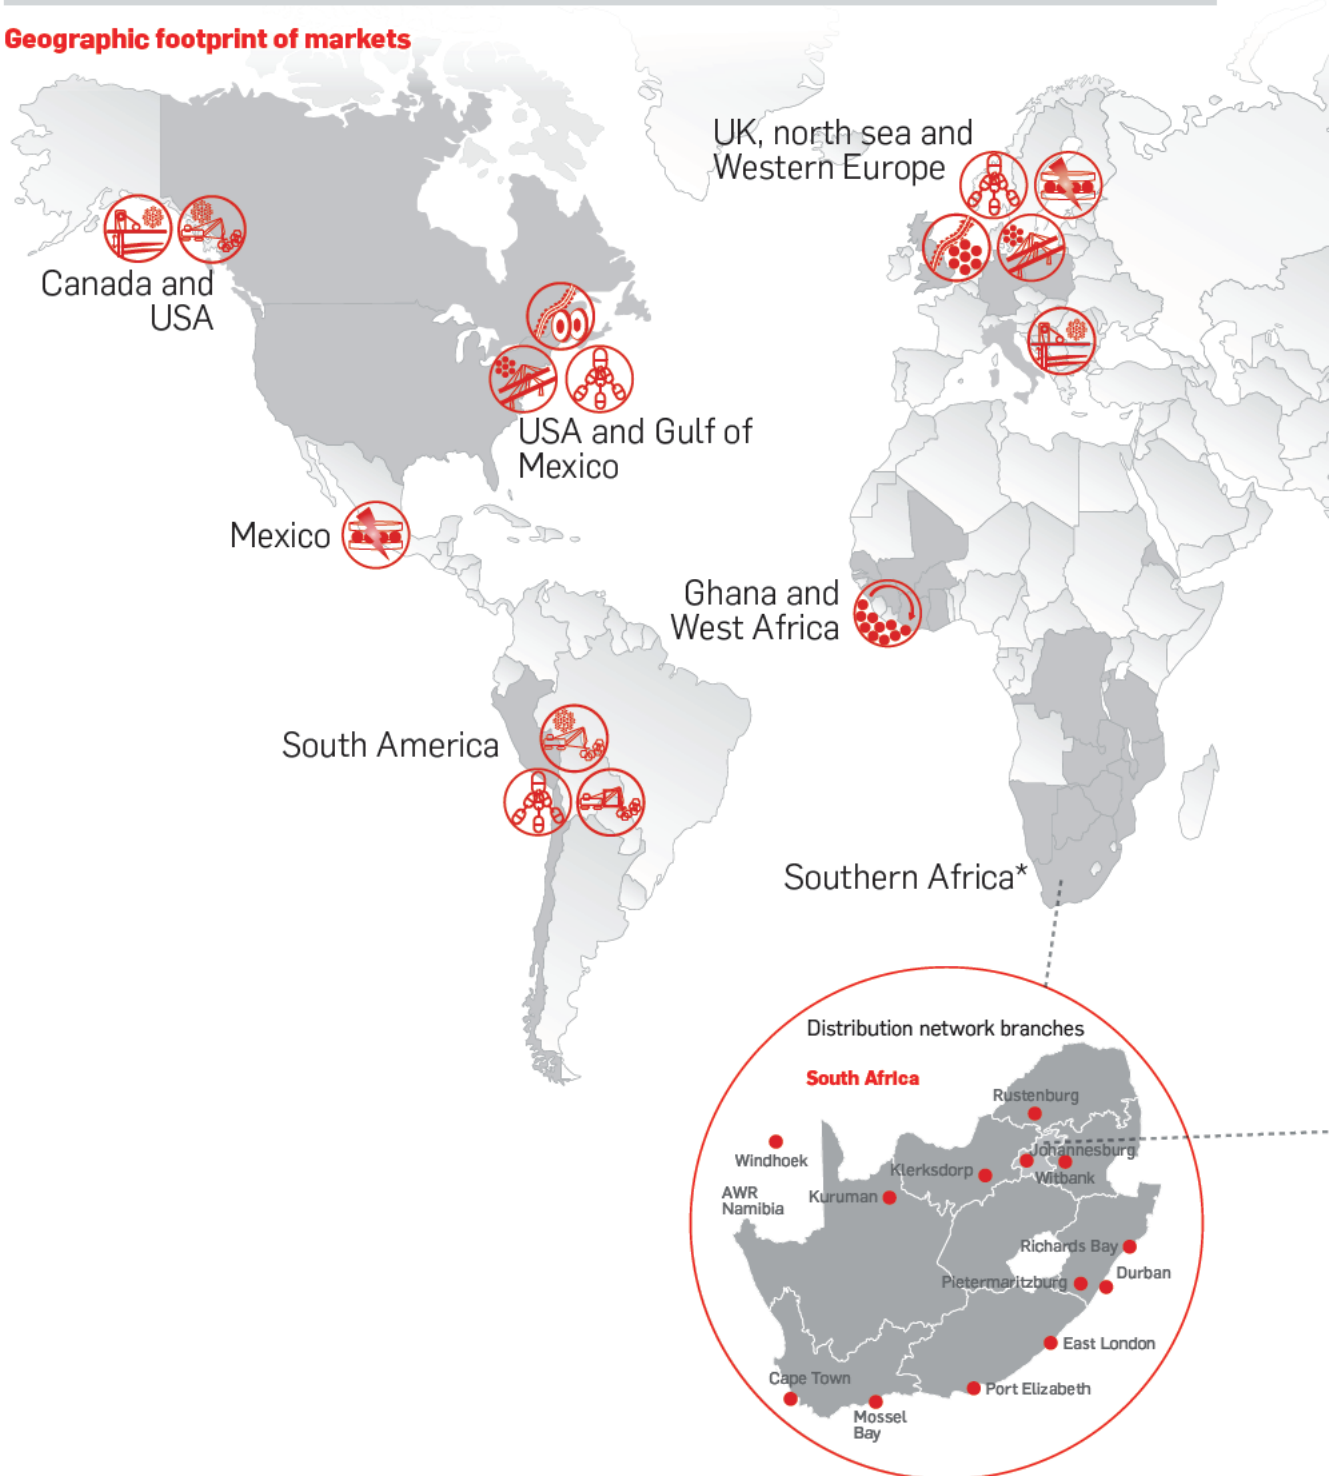 Geographic footprint of markets
UK, north sea and
Western Europe
Canada and
USA
USA and Gulf of
Mexico
Mexico
Ghana and
West Africa
South America
Southern Africa*
Distribution network branches
South Africa
Rustenburg
Windhoek
Johannesburg
Klerksdorp
Witbank
AWR
Namibia
Kuruman
Richards Bay
Durban
Pietermaritzburg
East London
Cape Town
Port Elizabeth
Mossel
Bay